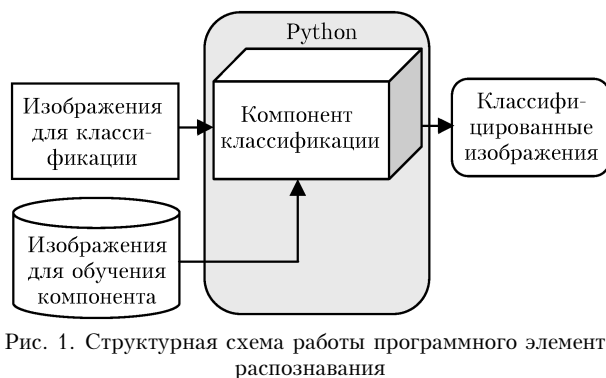 Python
Изображения
для класси-
фикации
Компонент
классификации
Классифи-
цированные
изображения
Изображения
для обучения
компонента
Рис. 1. Структурная схема работы программного элемент
распознавания